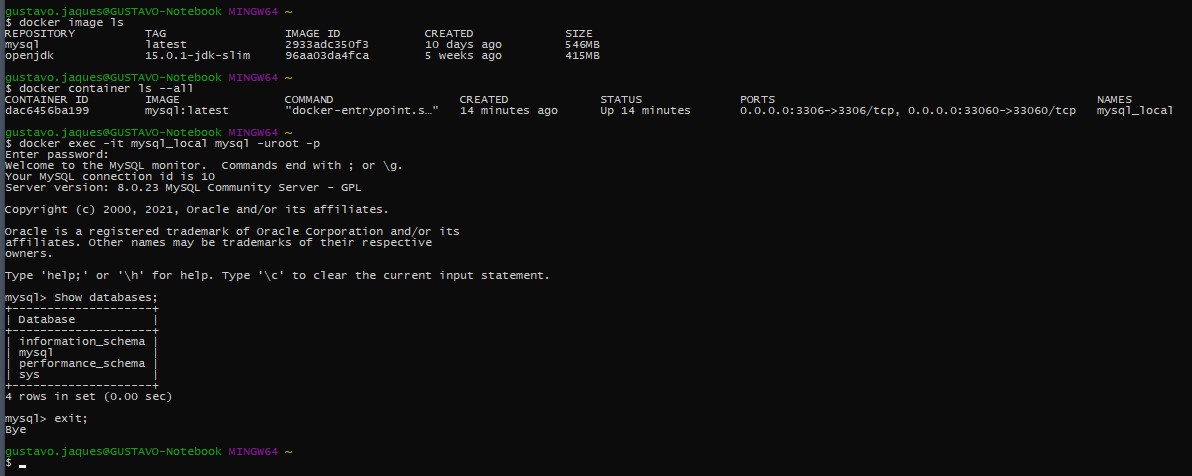 gustavo.jaques@GUSTAVO-Notebook MINGW64 ~
$ docker image ls
REPOSITORY          TAG                 IMAGE ID            CREATED             SIZE
mysql               latest              2933adc350f3        10 days ago         546MB
openjdk             15.0.1-jdk-slim     96aa03da4fca        5 weeks ago         415MB

gustavo.jaques@GUSTAVO-Notebook MINGW64 ~
$ docker container ls --all
CONTAINER ID        IMAGE               COMMAND                  CREATED             STATUS              PORTS                                              NAMES
dac6456ba199        mysql:latest        "docker-entrypoint.s…"   14 minutes ago      Up 14 minutes       0.0.0.0:3306->3306/tcp, 0.0.0.0:33060->33060/tcp   mysql_local

gustavo.jaques@GUSTAVO-Notebook MINGW64 ~
$ docker exec -it mysql_local mysql -uroot -p
Enter password:
Welcome to the MySQL monitor.  Commands end with ; or \g.
Your MySQL connection id is 10
Server version: 8.0.23 MySQL Community Server - GPL

Copyright (c) 2000, 2021, Oracle and/or its affiliates.

Oracle is a registered trademark of Oracle Corporation and/or its
affiliates. Other names may be trademarks of their respective
owners.

Type 'help;' or '\h' for help. Type '\c' to clear the current input statement.

mysql> Show databases;
+--------------------+
| Database           |
+--------------------+
| information_schema |
| mysql              |
| performance_schema |
| sys                |
+--------------------+
4 rows in set (0.00 sec)

mysql> exit;
Bye

gustavo.jaques@GUSTAVO-Notebook MINGW64 ~
$